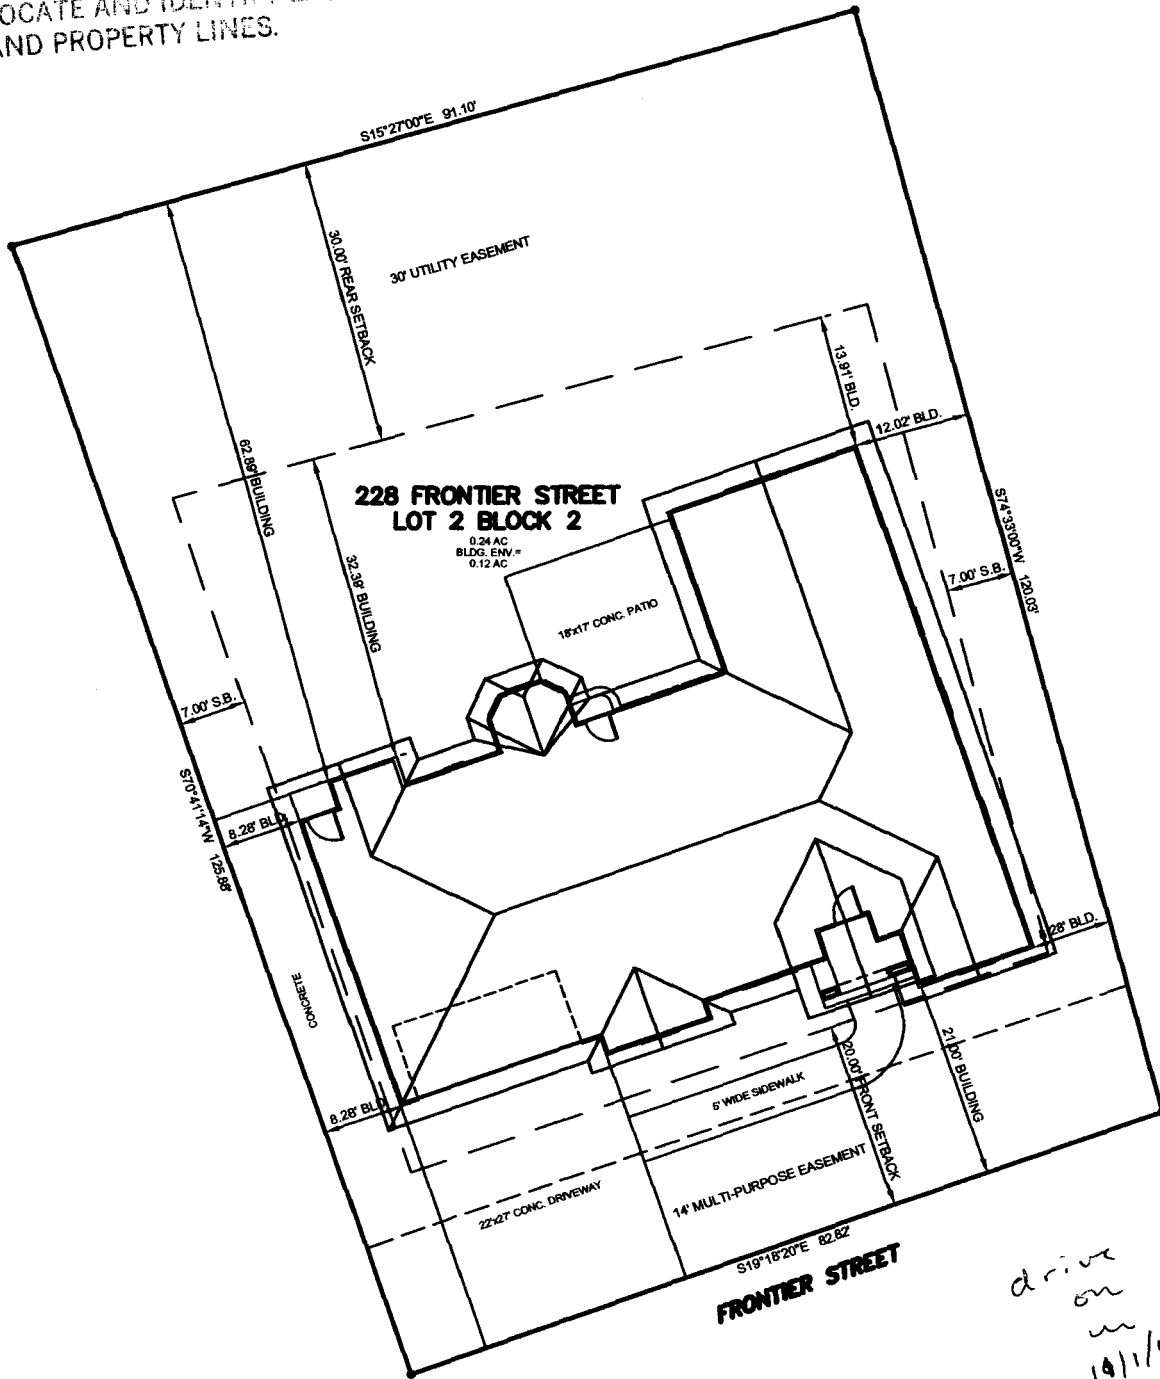 AND PROPERTY LINES.
S15°27'00"E 91.10'
30.00' REAR SETBACK
30' UTILITY EASEMENT
13.91' BLD.
12.02' BLD.
62.89' BUILDING
228 FRONTIER STREET
LOT 2 BLOCK 2
0.24 AC
BLDG. ENV.=
0.12 AC
32.39' BUILDING
S74°33'00"W 120.03'
7.00' S.B.
18'x17' CONC. PATIO
7.00' S.B.
S70°41'14"W 125.88'
8.28' BLD
28' BLD.
CONCRETE
8.28' BLD
20.00' FRONT SETBACK
21.00' BUILDING
5' WIDE SIDEWALK
14' MULTI-PURPOSE EASEMENT
22'x27' CONC. DRIVEWAY
S19°18'20"E 82.82'
FRONTIER STREET
drive
on